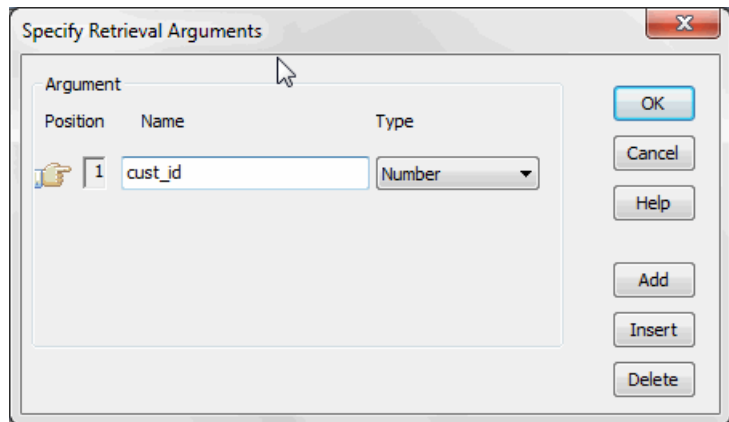 Specify Retrieval Arguments
Argument
Position Name Type
1 cust_id Number
OK
Cancel
Help
Add
Insert
Delete